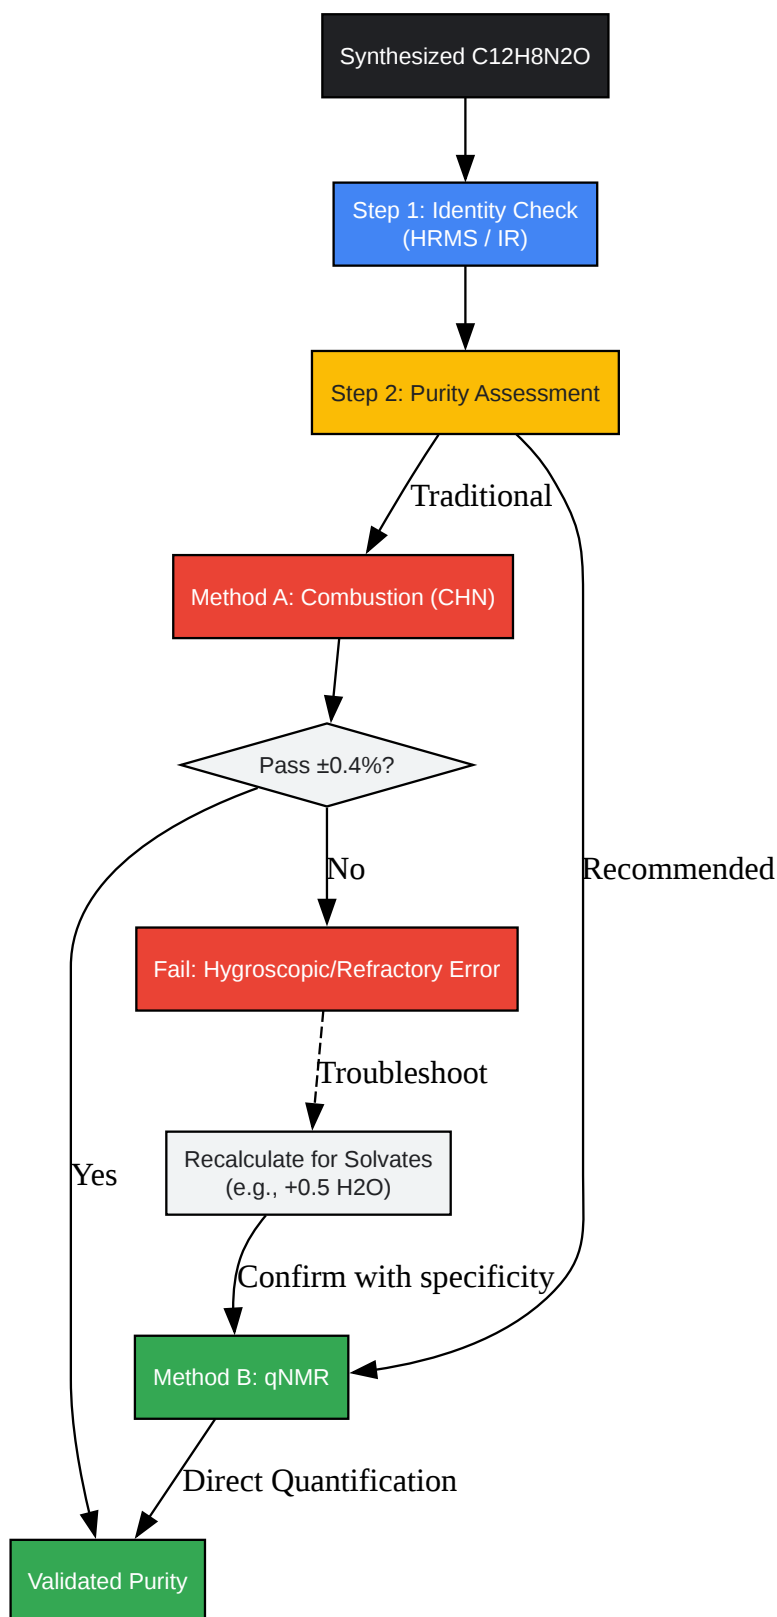 Synthesized C12H8N2O
Step 1: Identity Check
(HRMS / IR)
Step 2: Purity Assessment
Traditional
Method A: Combustion (CHN)
Pass ±0.4%?
No
Recommended
Fail: Hygroscopic/Refractory Error
Troubleshoot
Recalculate for Solvates
(e.g., +0.5 H2O)
Yes
Confirm with specificity
Method B: qNMR
Direct Quantification
Validated Purity